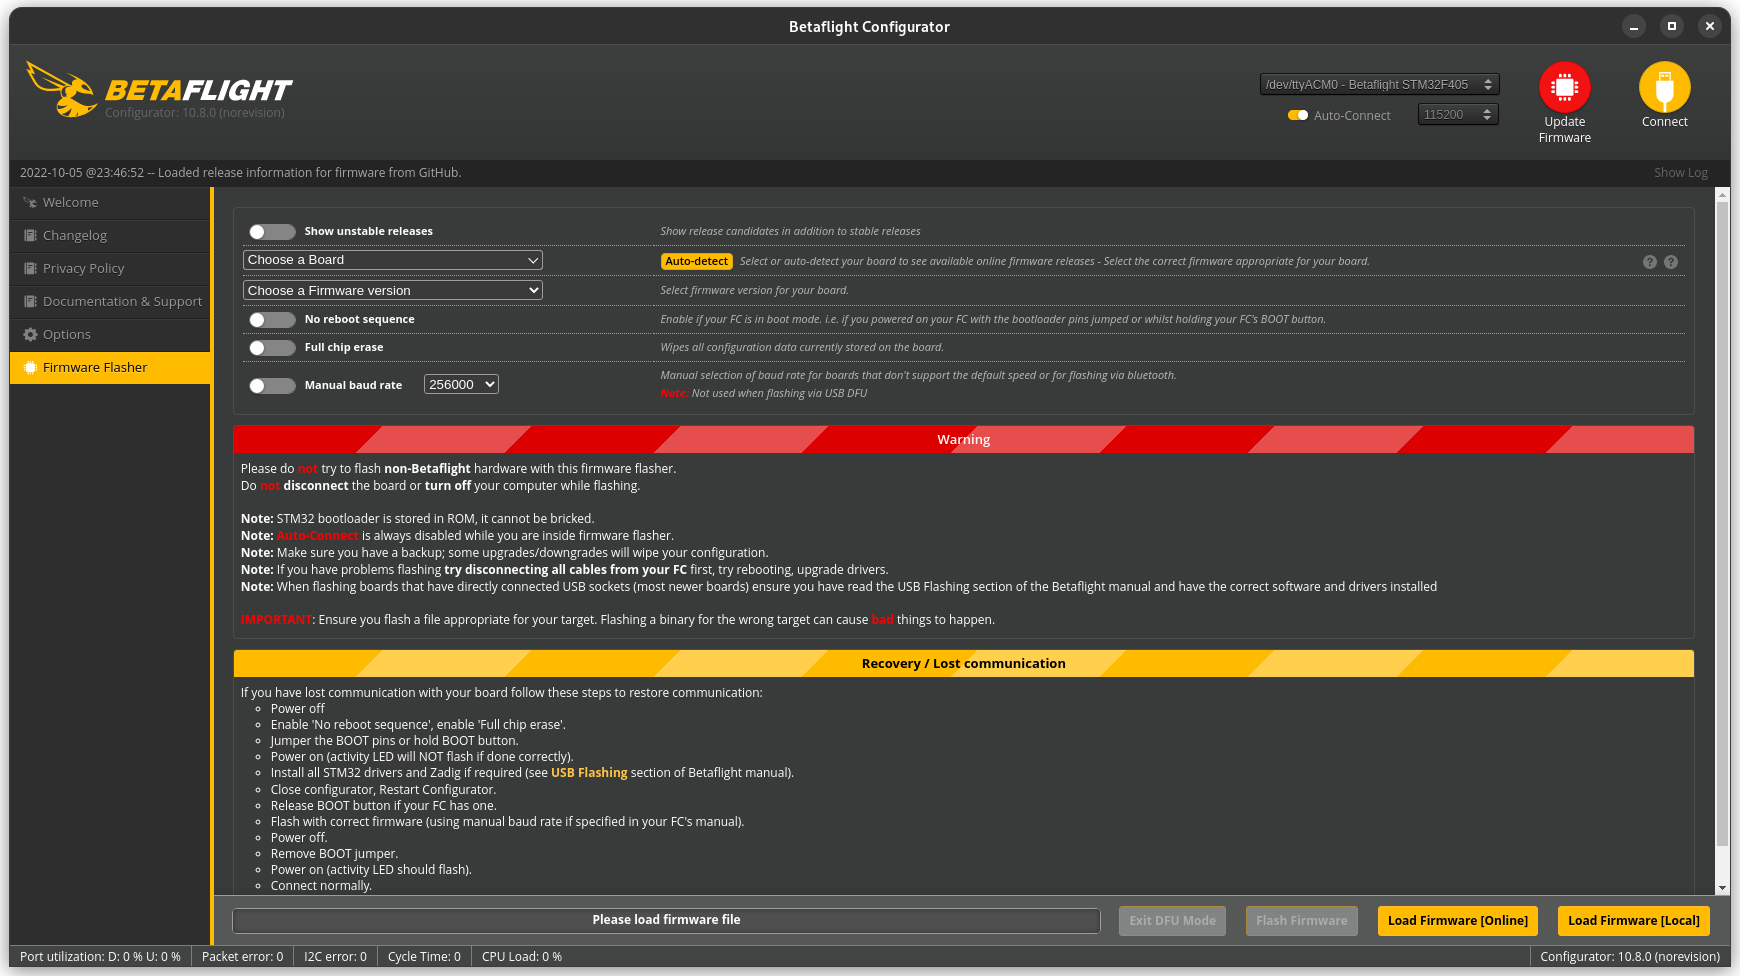 Betaflight Configurator
BETAFLIGHT
Configurator: 10.8.0 (norevision)
/dev/ttyACM0 - Betaflight STM32F405
Auto-Connect
115200
Update
Firmware
Connect
2022-10-05 @23:46:52 -- Loaded release information for firmware from GitHub.
Show Log
Welcome
Changelog
Privacy Policy
Documentation & Support
Options
Firmware Flasher
Show unstable releases
Show release candidates in addition to stable releases
Choose a Board
Auto-detect Select or auto-detect your board to see available online firmware releases - Select the correct firmware appropriate for your board.
? ?
Choose a Firmware version
Select firmware version for your board.
No reboot sequence
Enable if your FC is in boot mode. i.e. if you powered on your FC with the bootloader pins jumped or whilst holding your FC's BOOT button.
Full chip erase
Wipes all configuration data currently stored on the board.
Manual baud rate 256000
Manual selection of baud rate for boards that don't support the default speed or for flashing via bluetooth.
Note: Not used when flashing via USB DFU
Warning
Please do not try to flash non-Betaflight hardware with this firmware flasher.
Do not disconnect the board or turn off your computer while flashing.
Note: STM32 bootloader is stored in ROM, it cannot be bricked.
Note: Auto-Connect is always disabled while you are inside firmware flasher.
Note: Make sure you have a backup; some upgrades/downgrades will wipe your configuration.
Note: If you have problems flashing try disconnecting all cables from your FC first, try rebooting, upgrade drivers.
Note: When flashing boards that have directly connected USB sockets (most newer boards) ensure you have read the USB Flashing section of the Betaflight manual and have the correct software and drivers installed
IMPORTANT: Ensure you flash a file appropriate for your target. Flashing a binary for the wrong target can cause bad things to happen.
Recovery / Lost communication
If you have lost communication with your board follow these steps to restore communication:
Power off
Enable 'No reboot sequence', enable 'Full chip erase'.
Jumper the BOOT pins or hold BOOT button.
Power on (activity LED will NOT flash if done correctly).
Install all STM32 drivers and Zadig if required (see USB Flashing section of Betaflight manual).
Close configurator, Restart Configurator.
Release BOOT button if your FC has one.
Flash with correct firmware (using manual baud rate if specified in your FC's manual).
Power off.
Remove BOOT jumper.
Power on (activity LED should flash).
Connect normally.
Please load firmware file
Exit DFU Mode
Flash Firmware
Load Firmware [Online]
Load Firmware [Local]
Port utilization: D: 0 % U: 0 %
Packet error: 0
I2C error: 0
Cycle Time: 0
CPU Load: 0 %
Configurator: 10.8.0 (norevision)